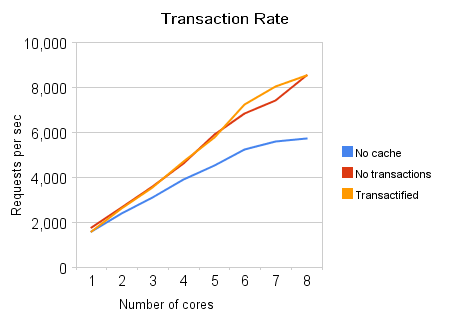 Transaction Rate
10,000
8,000
6,000
4,000
2,000
0
Requests per sec
1 2 3 4 5 6 7 8
Number of cores
No cache
No transactions
Transactified